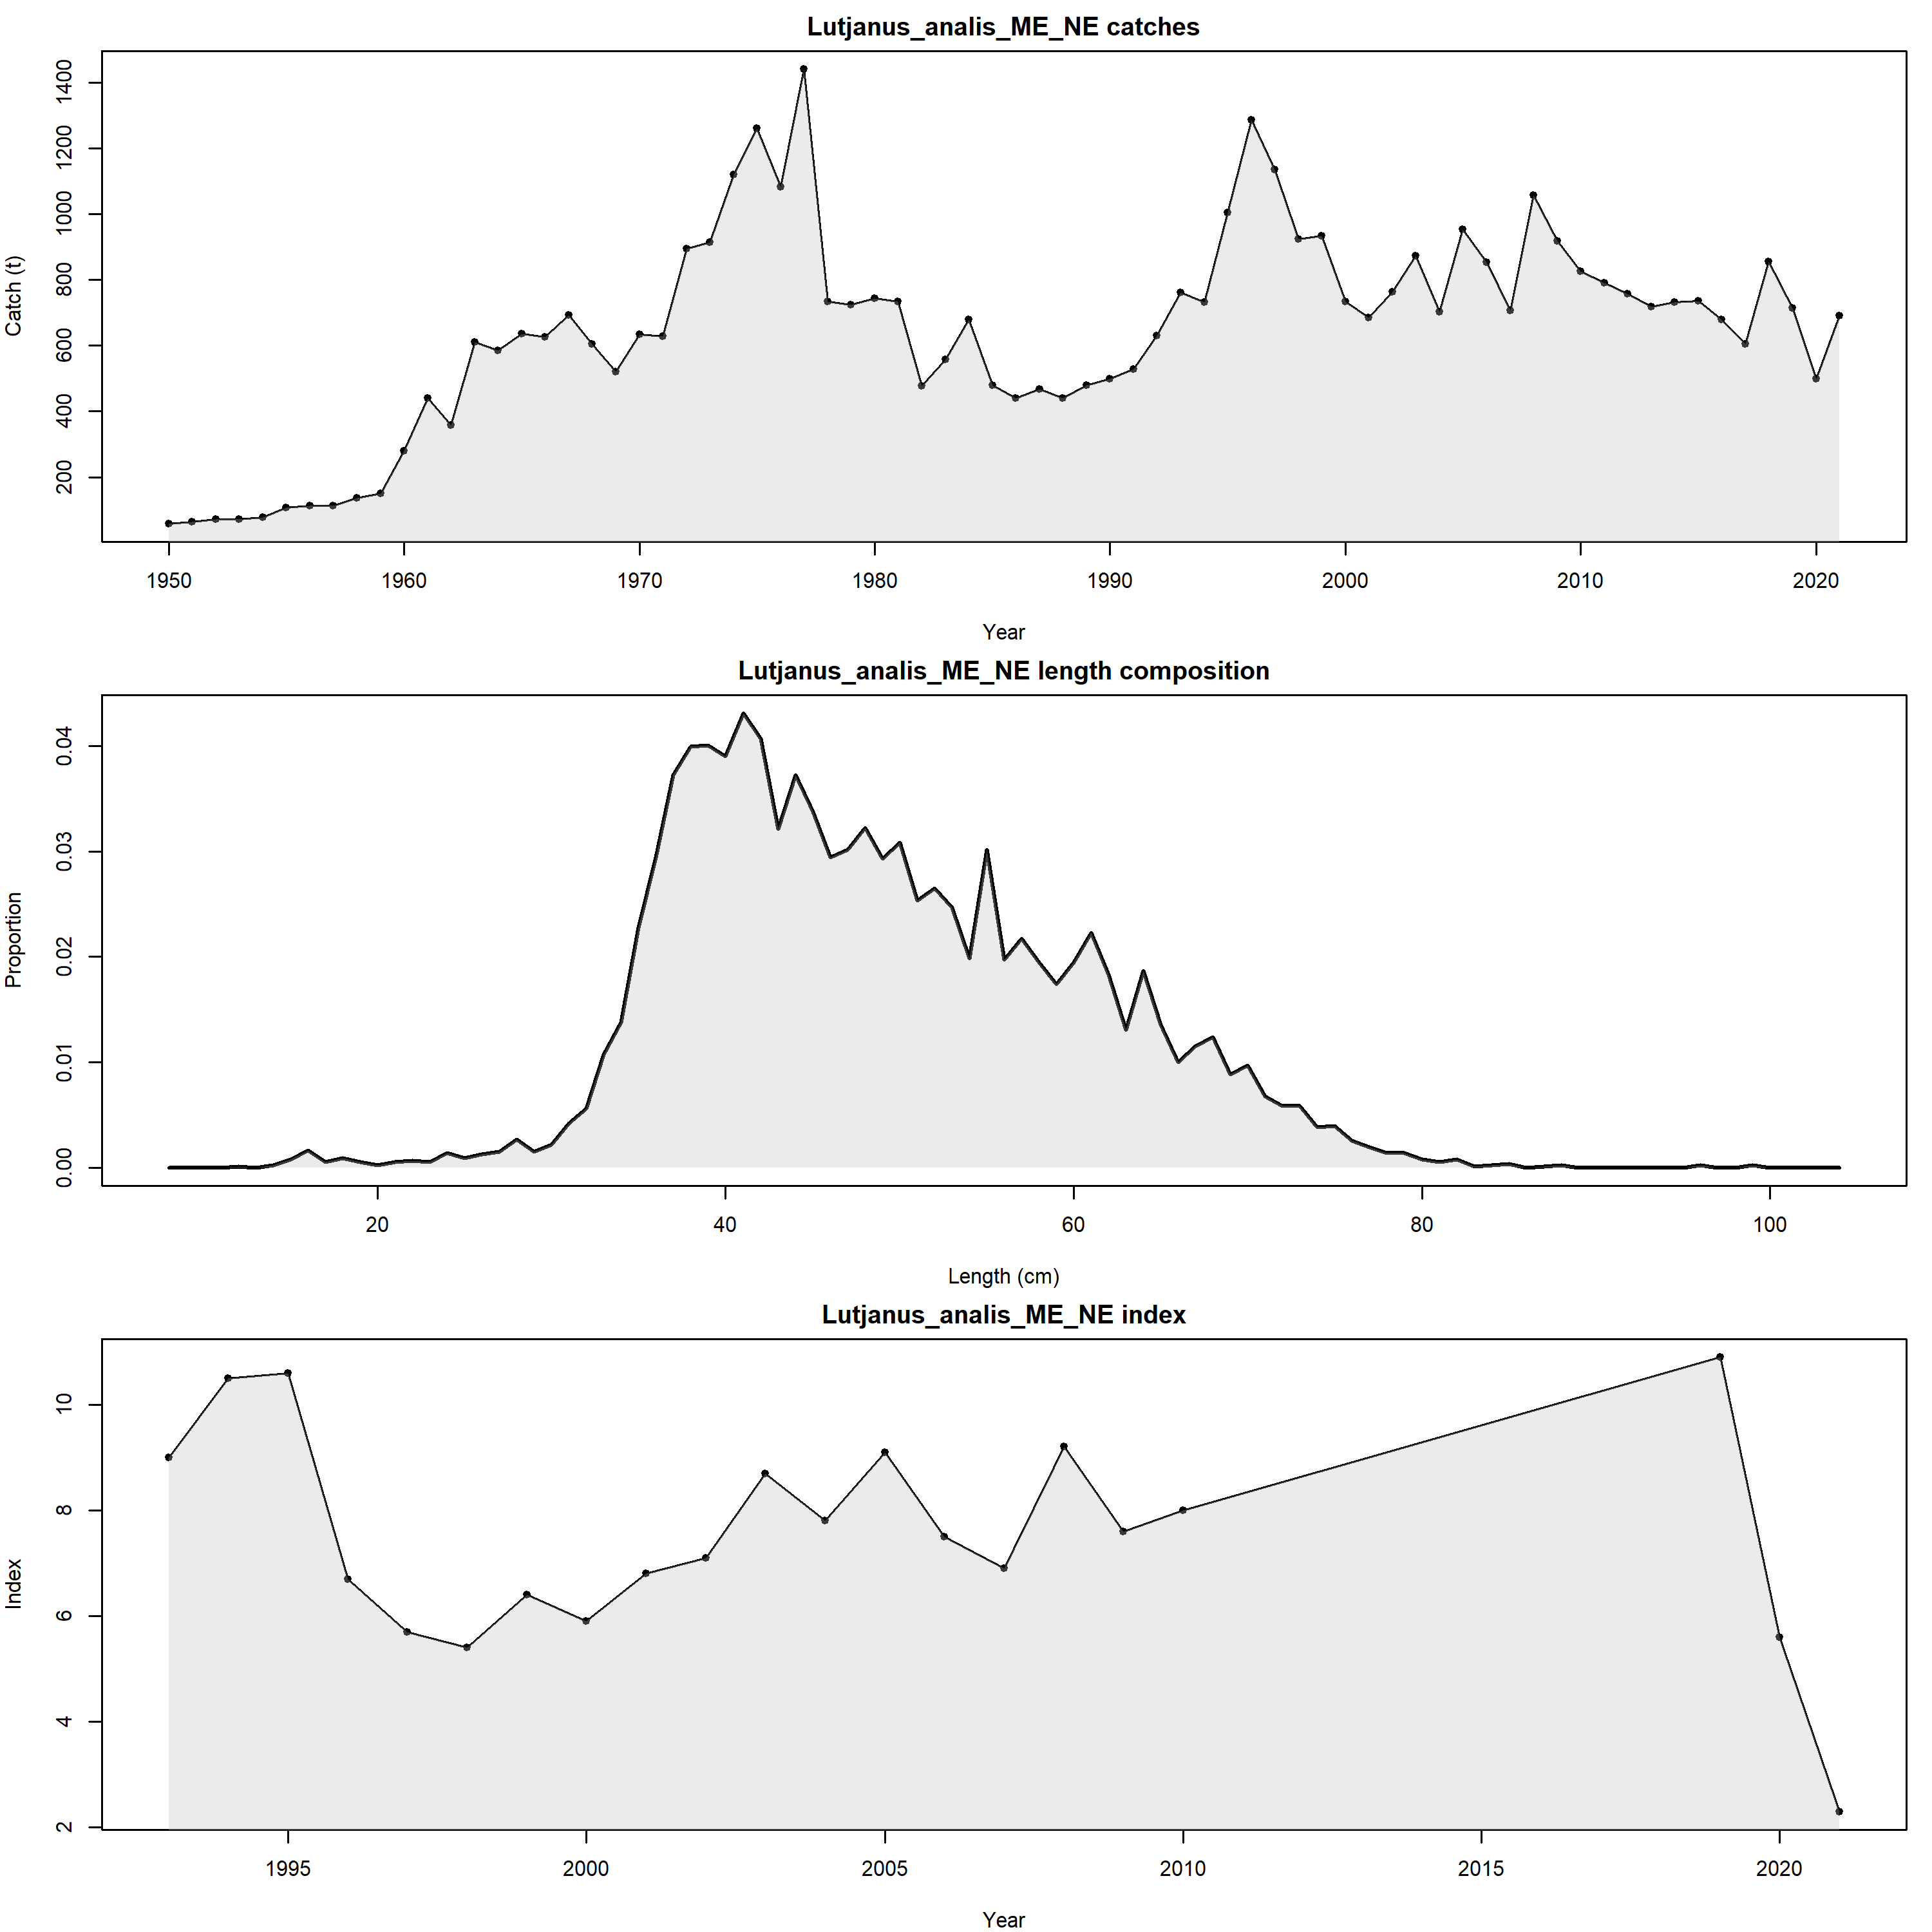 Lutjanus_analis_ME_NE catches
Catch (t)
1400
1200
1000
800
600
400
200
1950 1960 1970 1980 1990 2000 2010 2020
Year
Lutjanus_analis_ME_NE length composition
Proportion
0.04
0.03
0.02
0.01
0.00
20 40 60 80 100
Length (cm)
Lutjanus_analis_ME_NE index
Index
10
8
6
4
2
1995 2000 2005 2010 2015 2020
Year